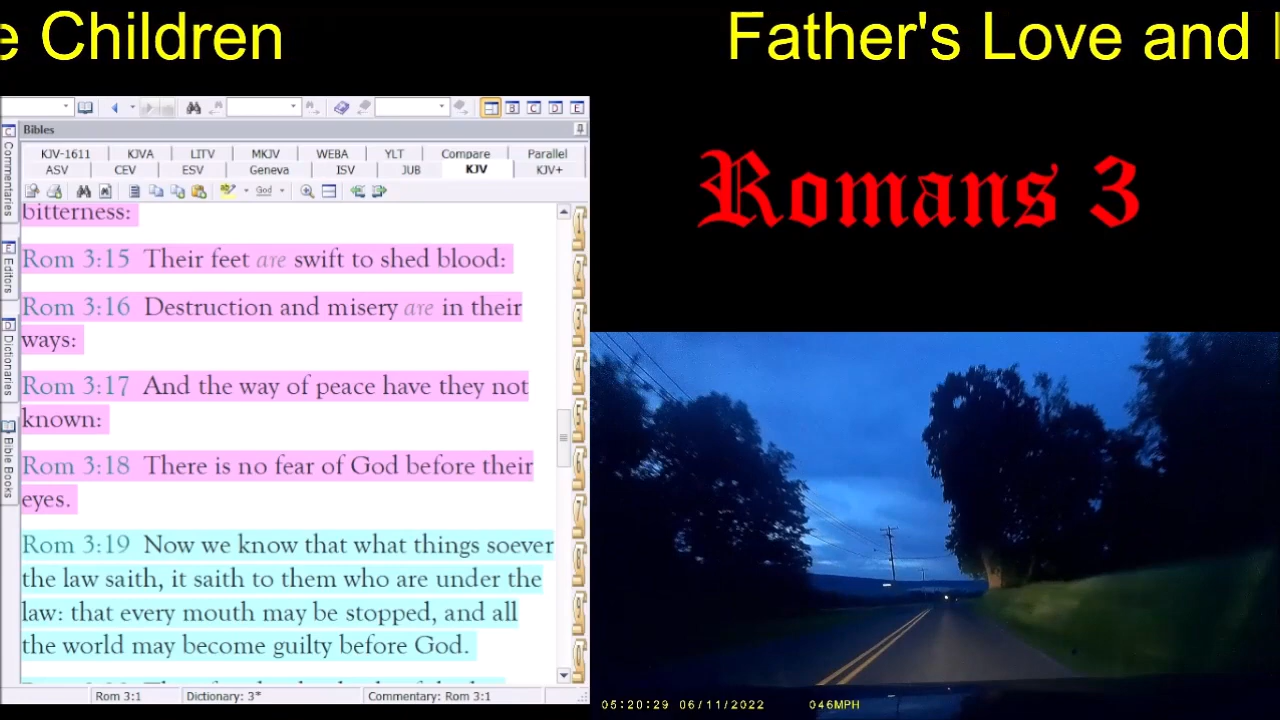 e Children
Father's Love and
Bibles
KJV-1611 KJVA LITV MKJV WEBA YLT Compare Parallel
ASV CEV ESV Geneva ISV JUB KJV KJV+
God
Commentaries
Editors
Dictionaries
Bible Books
B C D E
bitterness:
Rom 3:15 Their feet are swift to shed blood:
Rom 3:16 Destruction and misery are in their
ways:
Rom 3:17 And the way of peace have they not
known:
Rom 3:18 There is no fear of God before their
eyes.
Rom 3:19 Now we know that what things soever
the law saith, it saith to them who are under the
law: that every mouth may be stopped, and all
the world may become guilty before God.
Rom 3:1 Dictionary: 3* Commentary: Rom 3:1
Romans 3
05:20:29 06/11/2022 046MPH